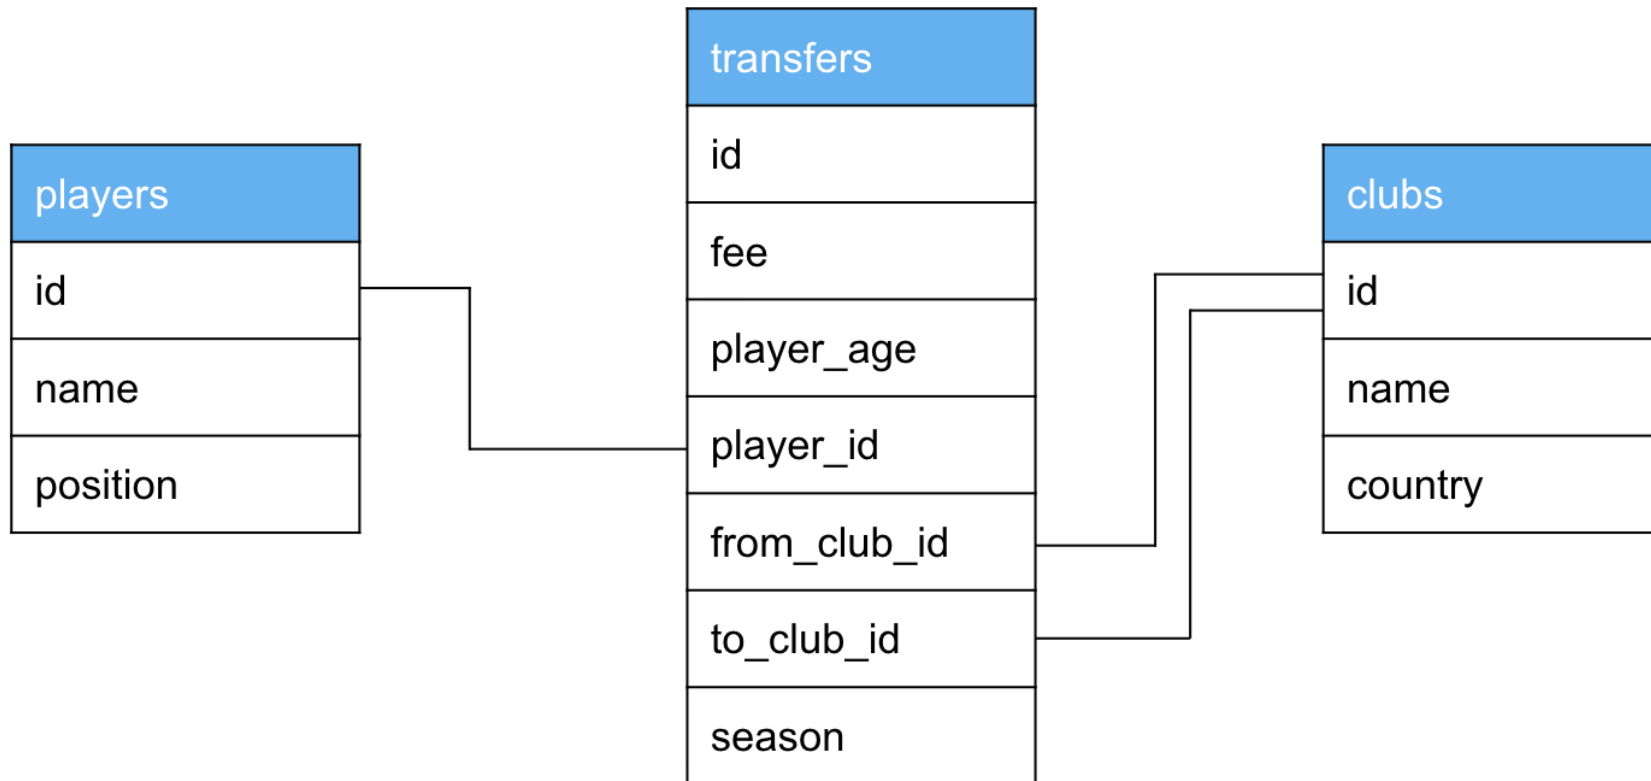 players
id
name
position
transfers
id
fee
player_age
player_id
from_club_id
to_club_id
season
clubs
id
name
country